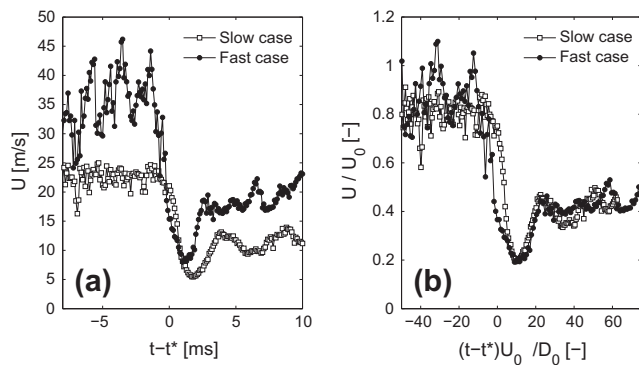 50
45
40
35
30
25
20
15
10
5
0
U [m/s]
Slow case
Fast case
(a)
−5 0 5 10
t−t* [ms]
1.2
1
0.8
0.6
0.4
0.2
0
U / U0 [−]
Slow case
Fast case
(b)
−40 −20 0 20 40 60
(t−t*)U0 /D0 [−]